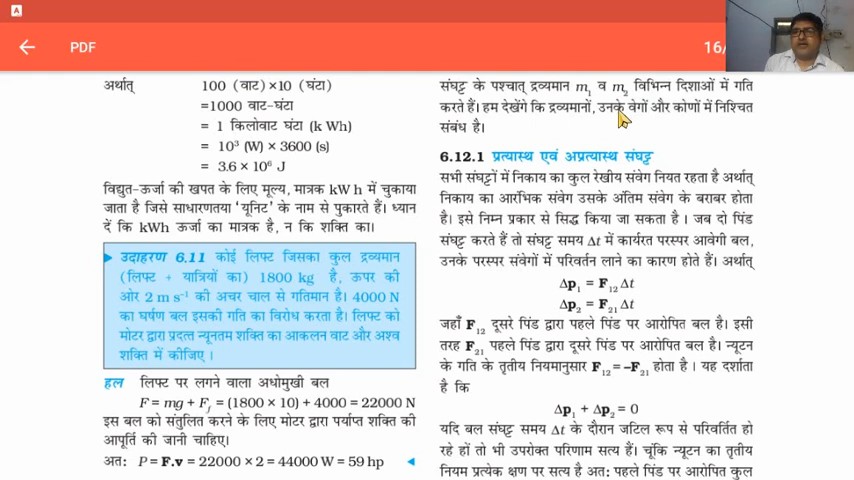 PDF
16/
अर्थात् 100 (वाट) ×10 (घंटा)
=1000 वाट-घंटा
= 1 किलोवाट घंटा (k Wh)
= 10³ (W) × 3600 (s)
= 3.6 × 10⁶ J
विद्युत-ऊर्जा की खपत के लिए मूल्य, मात्रक kW h में चुकाया
जाता है जिसे साधारणतया ‘यूनिट’ के नाम से पुकारते हैं। ध्यान
दें कि kWh ऊर्जा का मात्रक है, न कि शक्ति का।
उदाहरण 6.11 कोई लिफ्ट जिसका कुल द्रव्यमान
(लिफ्ट + यात्रियों का) 1800 kg है, ऊपर की
ओर 2 m s⁻¹ की अचर चाल से गतिमान है। 4000 N
का घर्षण बल इसकी गति का विरोध करता है। लिफ्ट को
मोटर द्वारा प्रदत्त न्यूनतम शक्ति का आकलन वाट और अश्व
शक्ति में कीजिए ।
हल लिफ्ट पर लगने वाला अधोमुखी बल
F = mg + F_f = (1800 × 10) + 4000 = 22000 N
इस बल को संतुलित करने के लिए मोटर द्वारा पर्याप्त शक्ति की
आपूर्ति की जानी चाहिए।
अत: P = F.v = 22000 × 2 = 44000 W = 59 hp
संघट्ट के पश्चात् द्रव्यमान m₁ व m₂ विभिन्न दिशाओं में गति
करते हैं। हम देखेंगे कि द्रव्यमानों, उनके वेगों और कोणों में निश्चित
संबंध है।
6.12.1 प्रत्यास्थ एवं अप्रत्यास्थ संघट्ट
सभी संघट्टों में निकाय का कुल रेखीय संवेग नियत रहता है अर्थात्
निकाय का आरंभिक संवेग उसके अंतिम संवेग के बराबर होता
है। इसे निम्न प्रकार से सिद्ध किया जा सकता है । जब दो पिंड
संघट्ट करते हैं तो संघट्ट समय Δt में कार्यरत परस्पर आवेगी बल,
उनके परस्पर संवेगों में परिवर्तन लाने का कारण होते हैं। अर्थात्
Δp₁ = F₁₂ Δt
Δp₂ = F₂₁ Δt
जहाँ F₁₂ दूसरे पिंड द्वारा पहले पिंड पर आरोपित बल है। इसी
तरह F₂₁ पहले पिंड द्वारा दूसरे पिंड पर आरोपित बल है। न्यूटन
के गति के तृतीय नियमानुसार F₁₂= −F₂₁ होता है । यह दर्शाता
है कि
Δp₁ + Δp₂ = 0
यदि बल संघट्ट समय Δt के दौरान जटिल रूप से परिवर्तित हो
रहे हों तो भी उपरोक्त परिणाम सत्य हैं। चूंकि न्यूटन का तृतीय
नियम प्रत्येक क्षण पर सत्य है अत: पहले पिंड पर आरोपित कुल